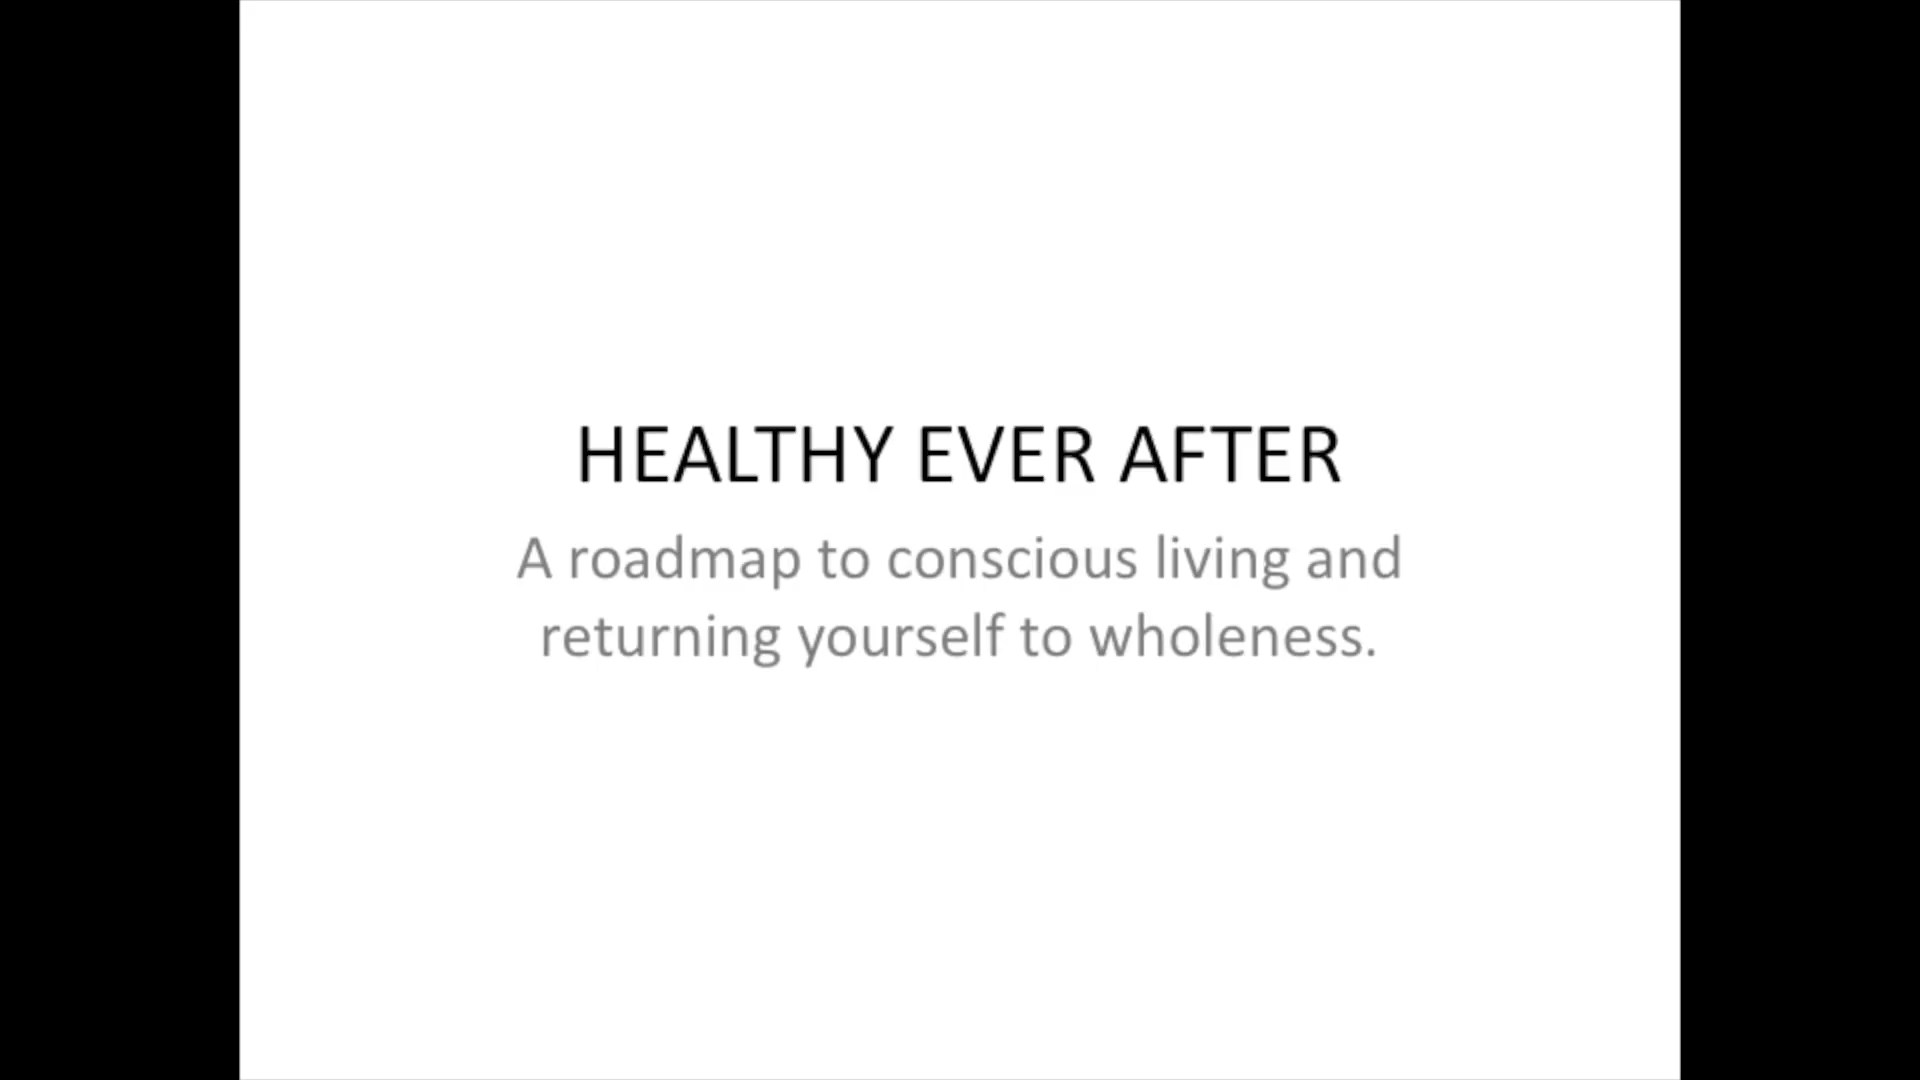 HEALTHY EVER AFTER
A roadmap to conscious living and
returning yourself to wholeness.